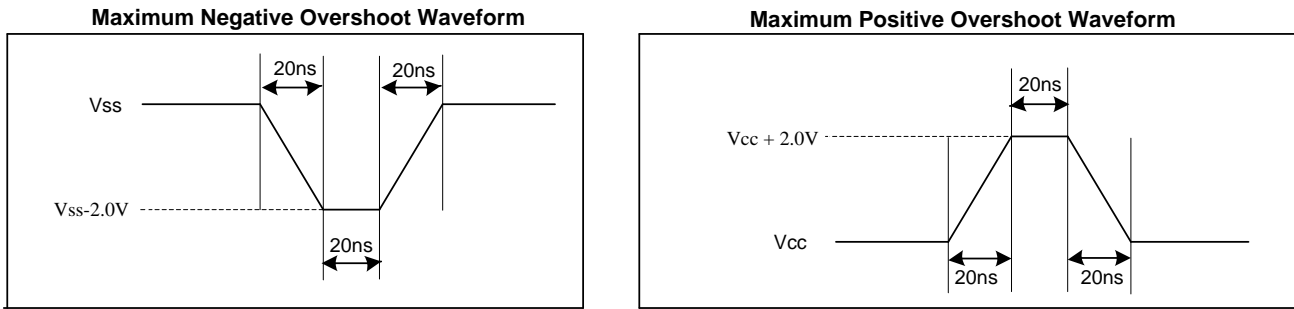 Maximum Negative Overshoot Waveform
20ns
20ns
Vss
Vss-2.0V
20ns
Maximum Positive Overshoot Waveform
20ns
Vcc + 2.0V
Vcc
20ns
20ns